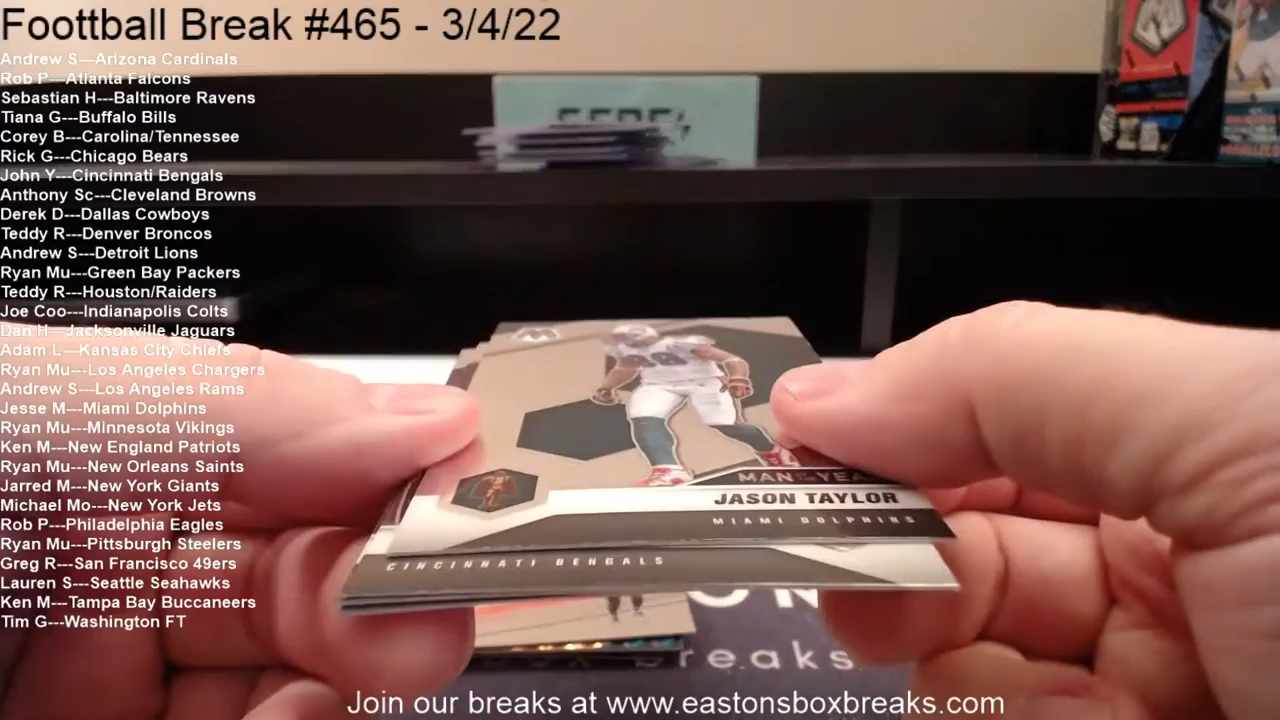 Foottball Break #465 - 3/4/22
Andrew S---Arizona Cardinals
Rob P---Atlanta Falcons
Sebastian H---Baltimore Ravens
Tiana G---Buffalo Bills
Corey B---Carolina/Tennessee
Rick G---Chicago Bears
John Y---Cincinnati Bengals
Anthony Sc---Cleveland Browns
Derek D---Dallas Cowboys
Teddy R---Denver Broncos
Andrew S---Detroit Lions
Ryan Mu---Green Bay Packers
Teddy R---Houston/Raiders
Joe Coo---Indianapolis Colts
Dan H---Jacksonville Jaguars
Adam L---Kansas City Chiefs
Ryan Mu---Los Angeles Chargers
Andrew S---Los Angeles Rams
Jesse M---Miami Dolphins
Ryan Mu---Minnesota Vikings
Ken M---New England Patriots
Ryan Mu---New Orleans Saints
Jarred M---New York Giants
Michael Mo---New York Jets
Rob P---Philadelphia Eagles
Ryan Mu---Pittsburgh Steelers
Greg R---San Francisco 49ers
Lauren S---Seattle Seahawks
Ken M---Tampa Bay Buccaneers
Tim G---Washington FT
MAN OF THE YEAR
JASON TAYLOR
MIAMI DOLPHINS
CINCINNATI BENGALS
Breaks
Join our breaks at www.eastonsboxbreaks.com